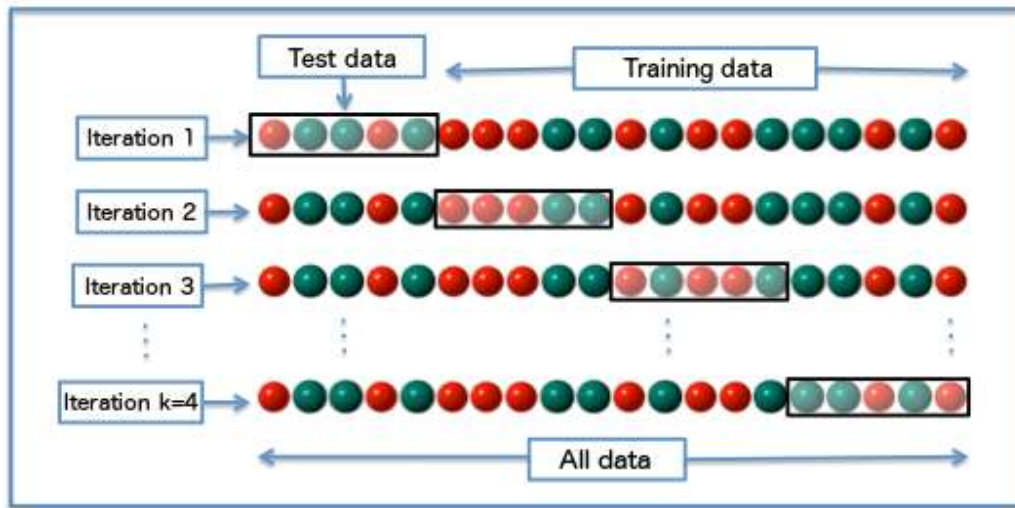 Test data
Training data
Iteration 1
Iteration 2
Iteration 3
Iteration k=4
All data